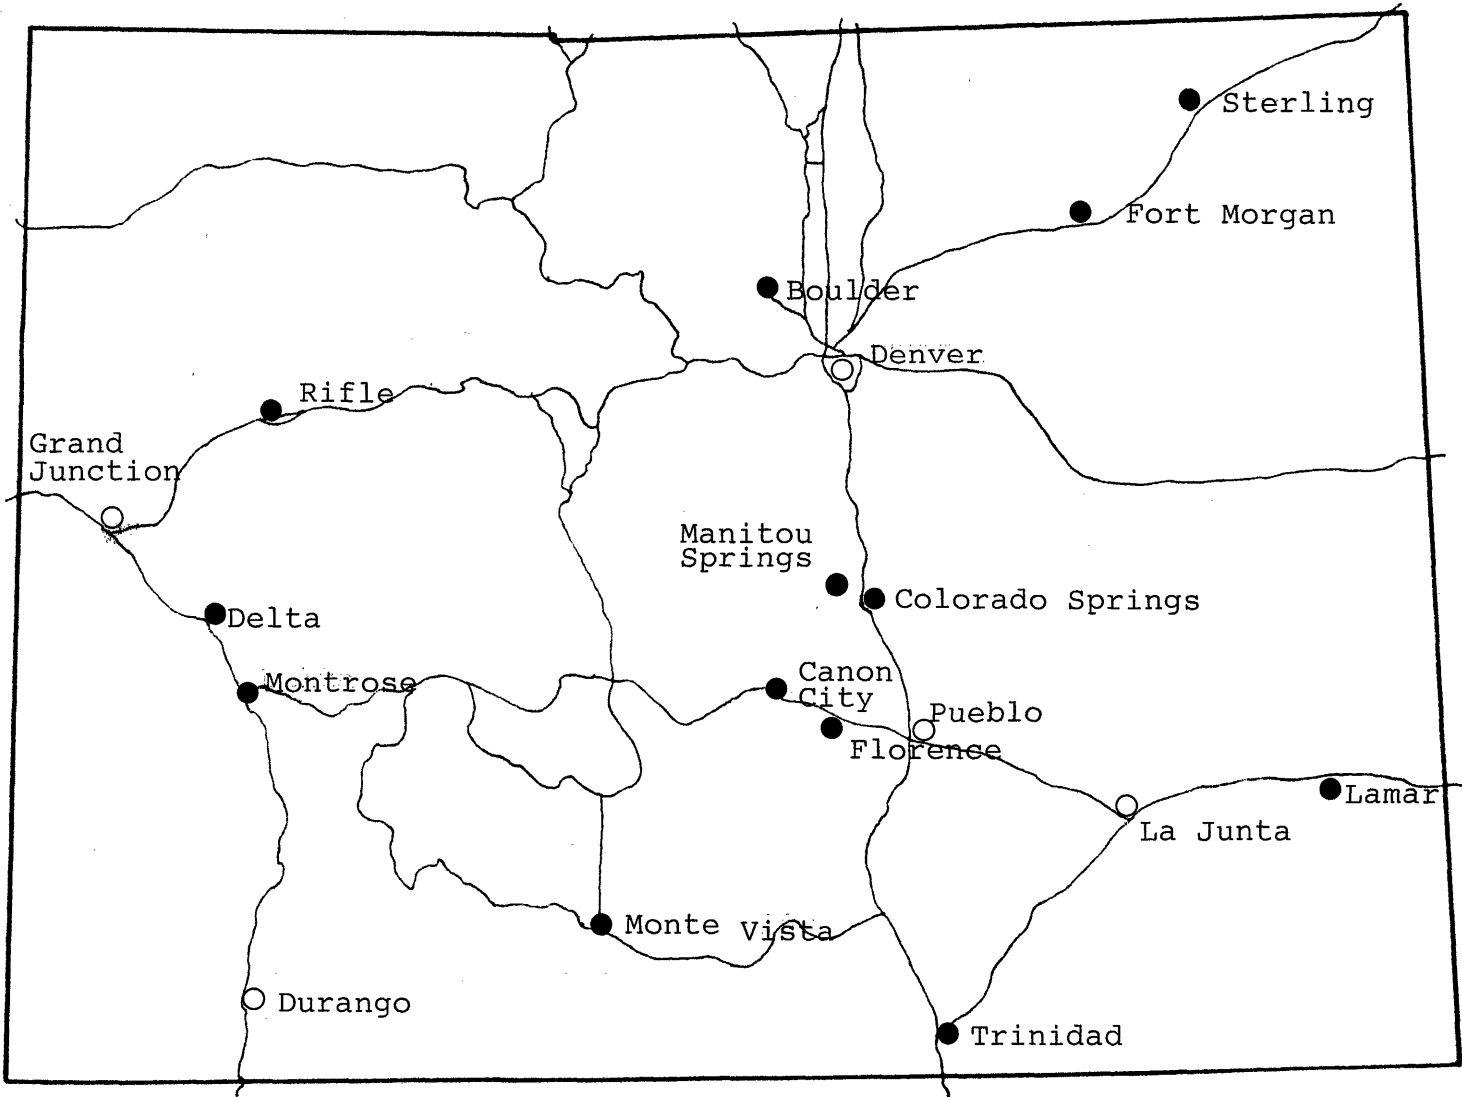 Sterling
Fort Morgan
Boulder
Denver
Rifle
Grand
Junction
Manitou
Springs
Colorado Springs
Delta
Montrose
Canon
City
Pueblo
Florence
Lamar
La Junta
Monte Vista
Durango
Trinidad